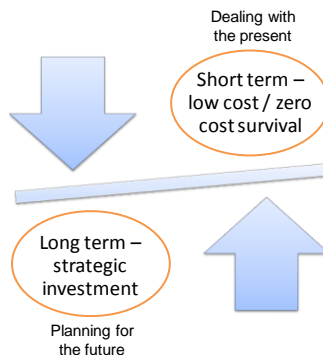 Dealing with
the present
Short term –
low cost / zero
cost survival
Long term –
strategic
investment
Planning for
the future